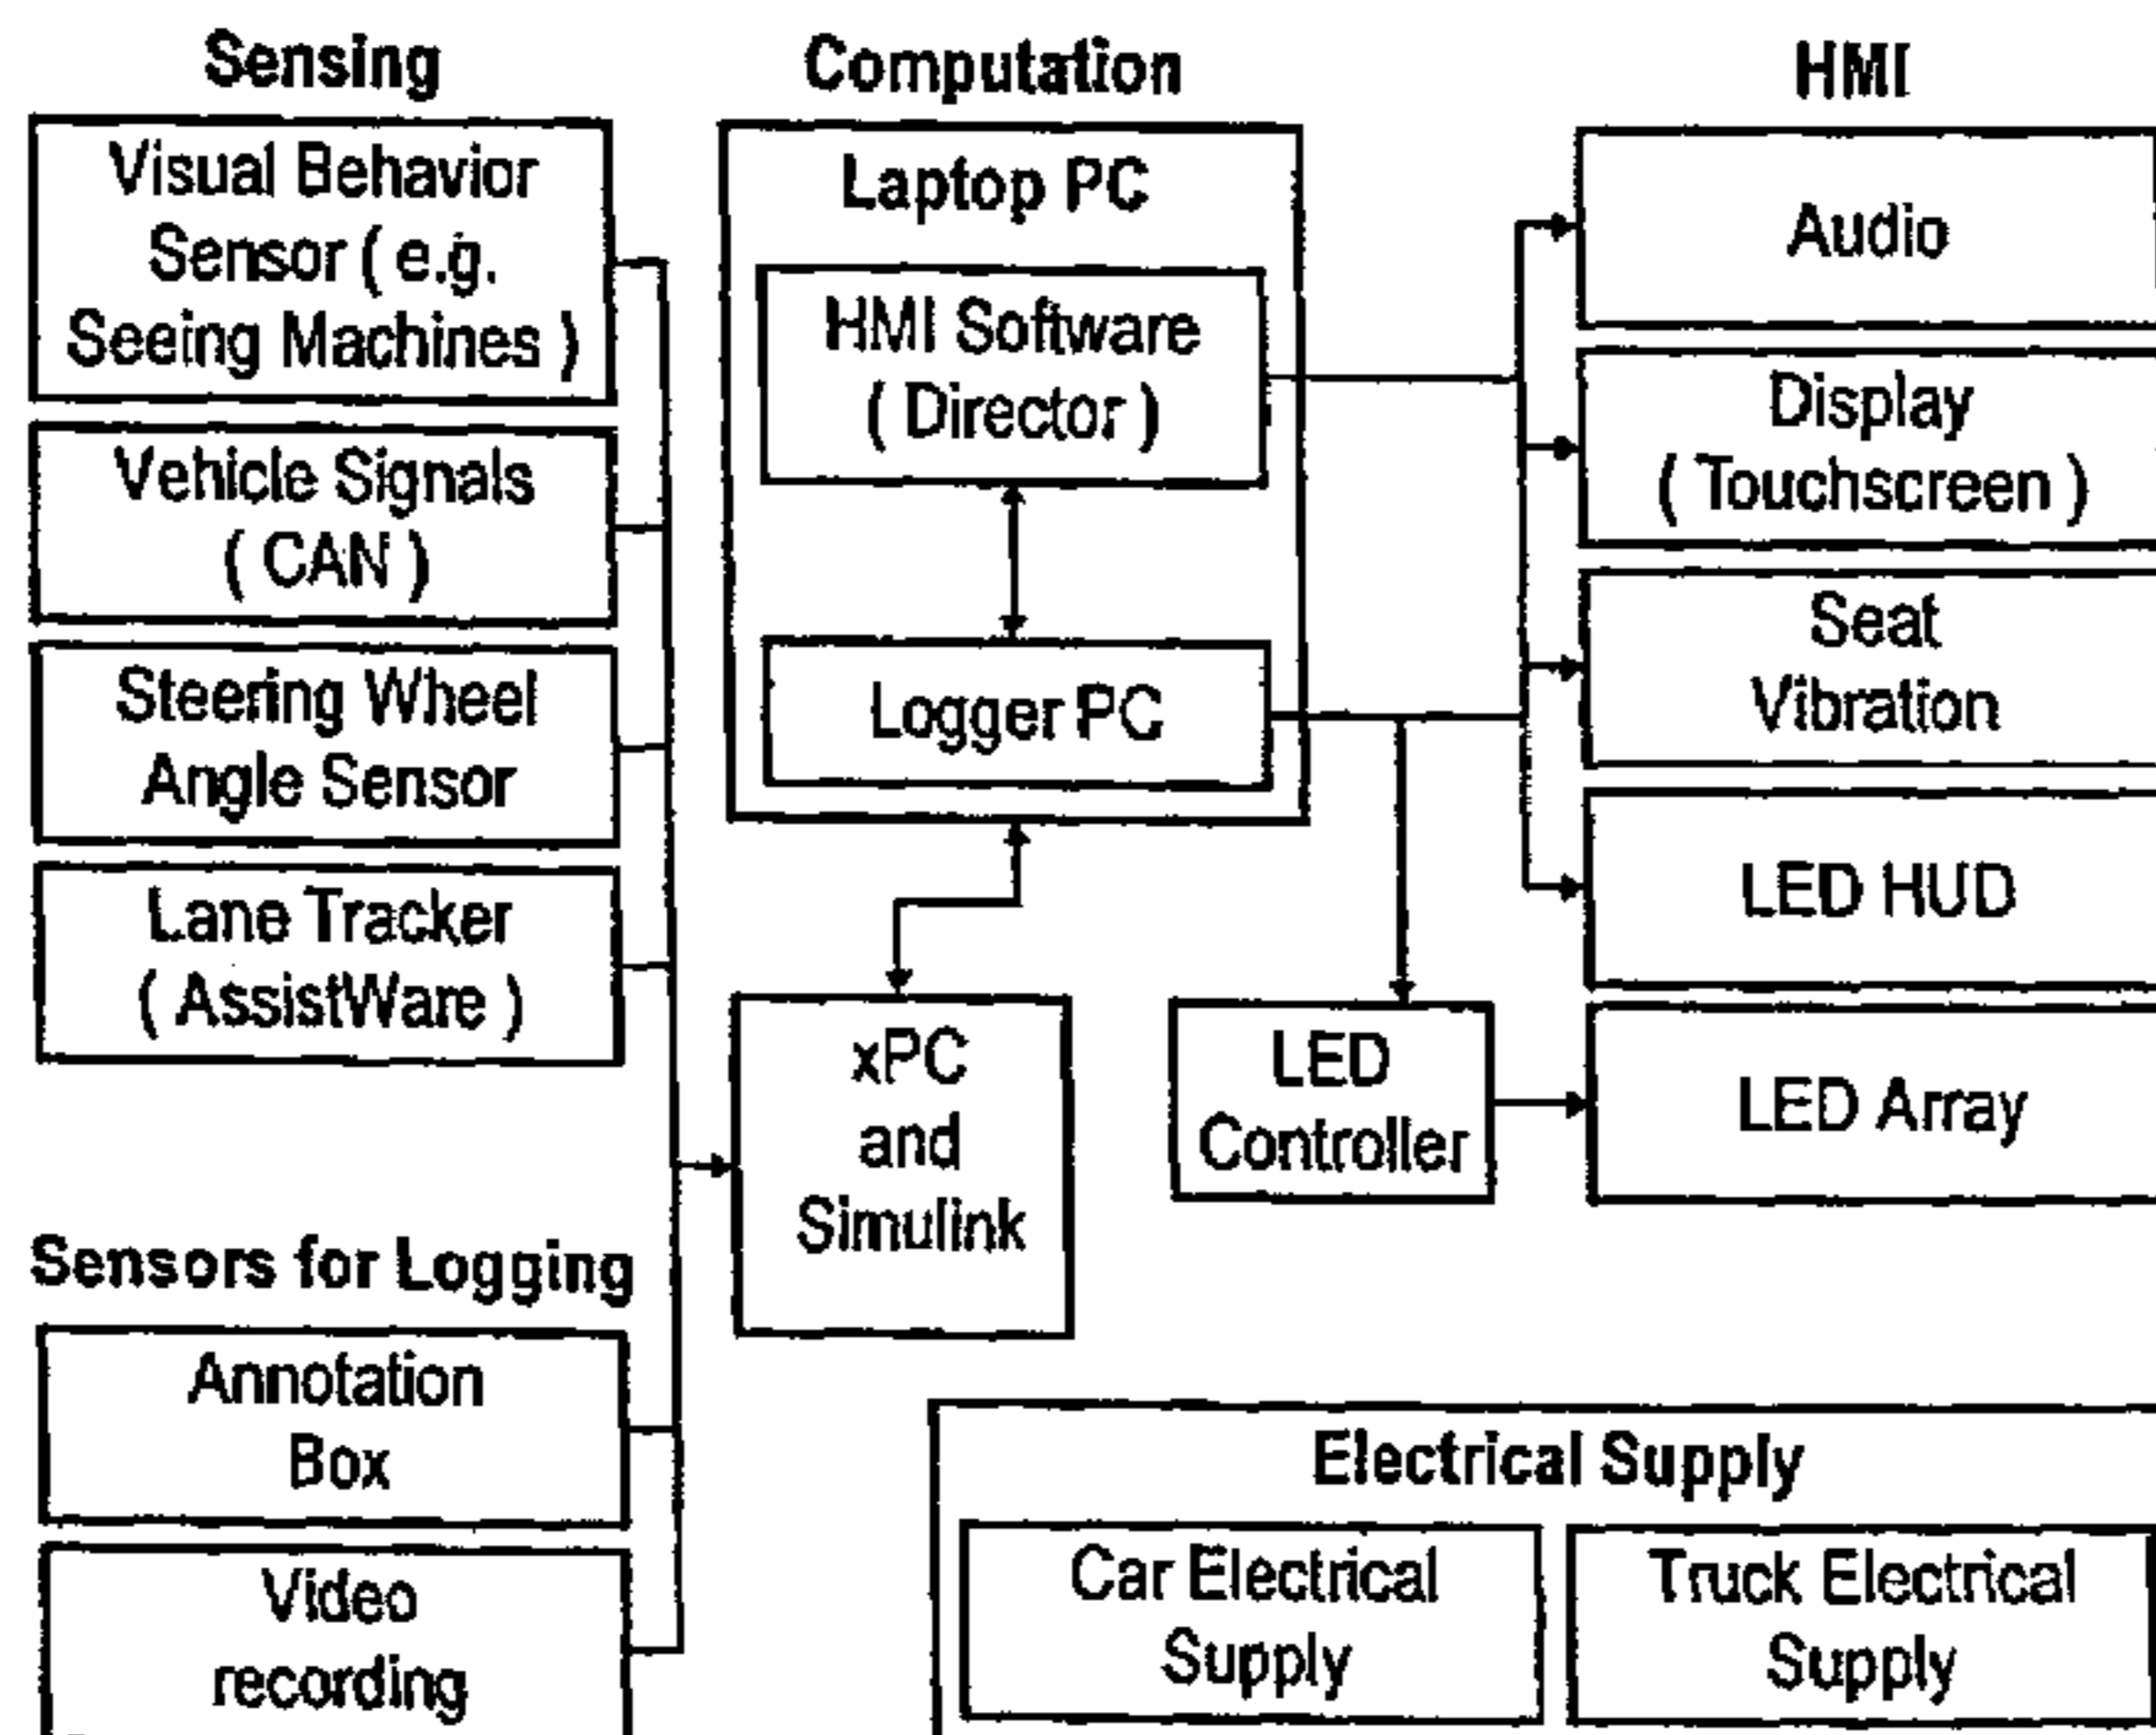 Sensing
Visual Behavior
Sensor ( e.g.
Seeing Machines )
Vehicle Signals
( CAN )
Steering Wheel
Angle Sensor
Lane Tracker
( AssistWare )
Sensors for Logging
Annotation
Box
Video
recording
Computation
Laptop PC
HMI Software
( Director )
Logger PC
xPC
and
Simulink
LED
Controller
HMI
Audio
Display
( Touchscreen )
Seat
Vibration
LED HUD
LED Array
Electrical Supply
Car Electrical
Supply
Truck Electrical
Supply